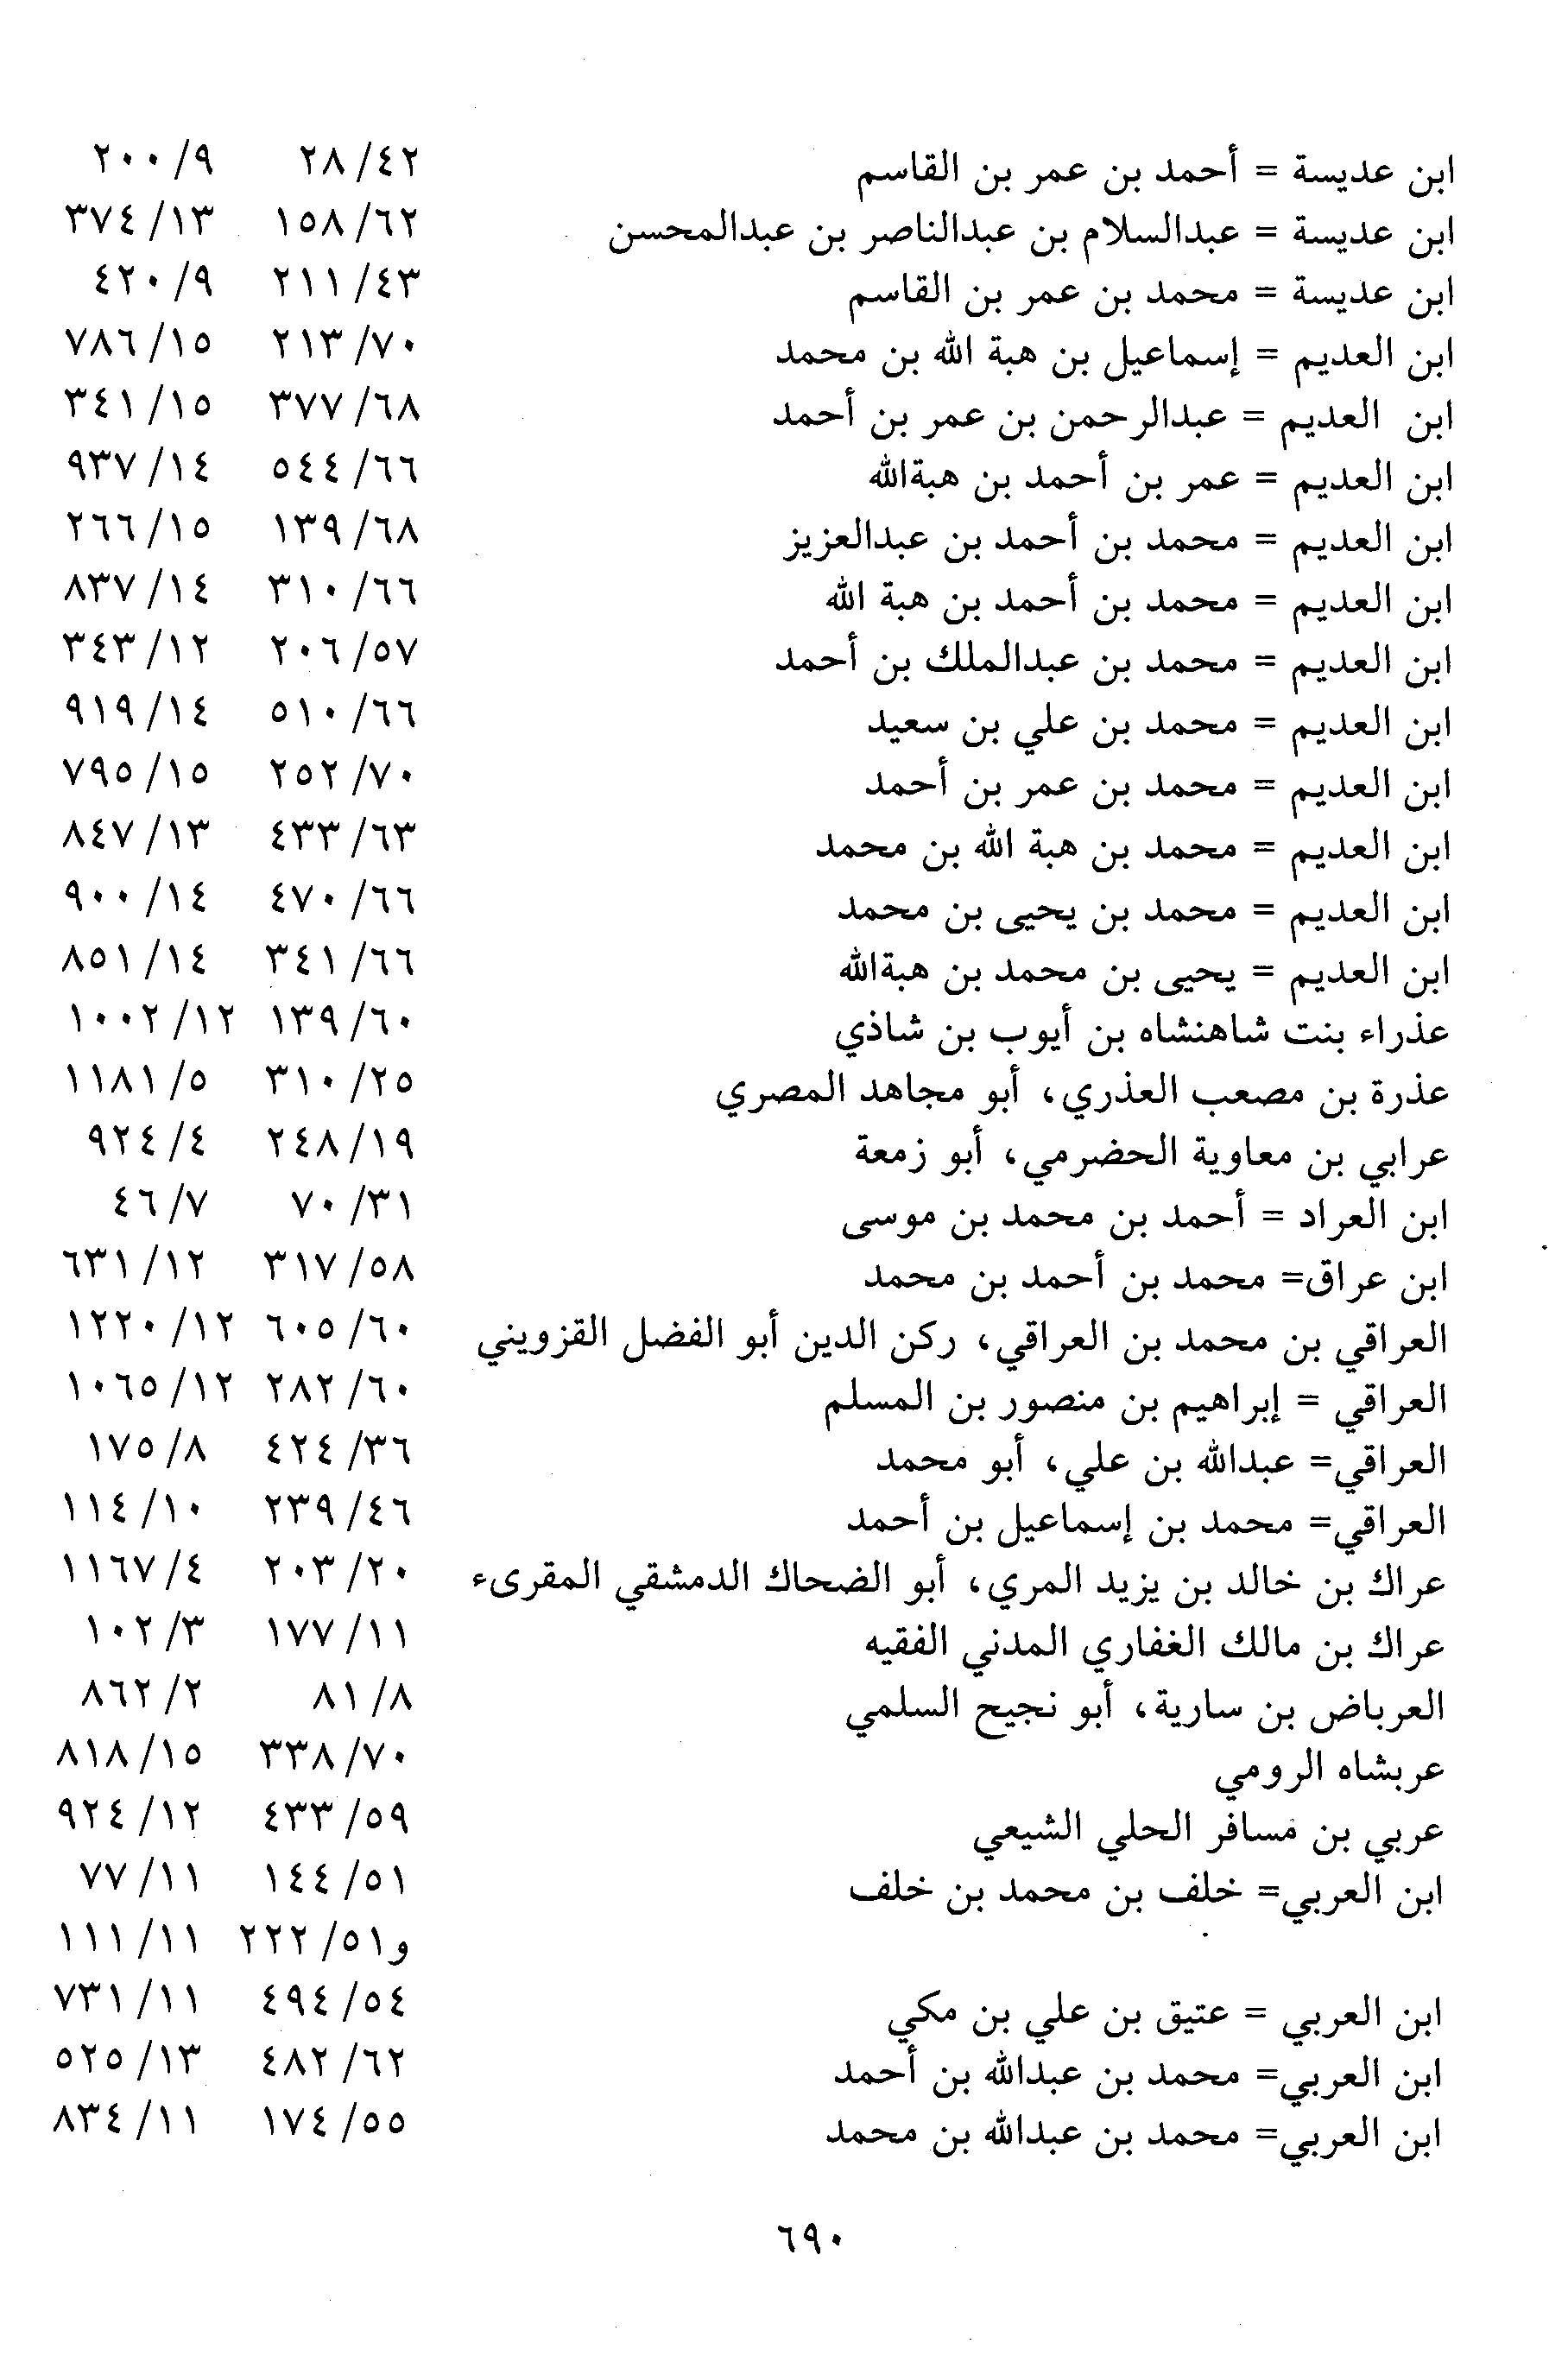 ابن عديسة = أحمد بن عمر بن القاسم ٤٢/ ٢٨ ٩/ ٢٠٠
ابن عديسة = عبدالسلام بن عبدالناصر بن عبدالمحسن ٦٢/ ١٥٨ ١٣/ ٣٧٤
ابن عديسة = محمد بن عمر بن القاسم ٤٣/ ٢١١ ٩/ ٤٢٠
ابن العديم = إسماعيل بن هبة الله بن محمد ٧٠/ ٢١٣ ١٥/ ٧٨٦
ابن العديم = عبدالرحمن بن عمر بن أحمد ٦٨/ ٣٧٧ ١٥/ ٣٤١
ابن العديم = عمر بن أحمد بن هبةالله ٦٦/ ٥٤٤ ١٤/ ٩٣٧
ابن العديم = محمد بن أحمد بن عبدالعزيز ٦٨/ ١٣٩ ١٥/ ٢٦٦
ابن العديم = محمد بن أحمد بن هبة الله ٦٦/ ٣١٠ ١٤/ ٨٣٧
ابن العديم = محمد بن عبدالملك بن أحمد ٥٧/ ٢٠٦ ١٢/ ٣٤٣
ابن العديم = محمد بن علي بن سعيد ٦٦/ ٥١٠ ١٤/ ٩١٩
ابن العديم = محمد بن عمر بن أحمد ٧٠/ ٢٥٢ ١٥/ ٧٩٥
ابن العديم = محمد بن هبة الله بن محمد ٦٣/ ٤٣٣ ١٣/ ٨٤٧
ابن العديم = محمد بن يحيى بن محمد ٦٦/ ٤٧٠ ١٤/ ٩٠٠
ابن العديم = يحيى بن محمد بن هبةالله ٦٦/ ٣٤١ ١٤/ ٨٥١
عذراء بنت شاهنشاه بن أيوب بن شاذي ٦٠/ ١٣٩ ١٢/ ١٠٠٢
عذرة بن مصعب العذري، أبو مجاهد المصري ٢٥/ ٣١٠ ٥/ ١١٨١
عرابي بن معاوية الحضرمي، أبو زمعة ١٩/ ٢٤٨ ٤/ ٩٢٤
ابن العراد = أحمد بن محمد بن موسى ٣١/ ٧٠ ٧/ ٤٦
ابن عراق= محمد بن أحمد بن محمد ٥٨/ ٣١٧ ١٢/ ٦٣١
العراقي بن محمد بن العراقي، ركن الدين أبو الفضل القزويني ٦٠/ ٦٠٥ ١٢/ ١٢٢٠
العراقي = إبراهيم بن منصور بن المسلم ٦٠/ ٢٨٢ ١٢/ ١٠٦٥
العراقي= عبدالله بن علي، أبو محمد ٣٦/ ٤٢٤ ٨/ ١٧٥
العراقي= محمد بن إسماعيل بن أحمد ٤٦/ ٢٣٩ ١٠/ ١١٤
عراك بن خالد بن يزيد المري، أبو الضحاك الدمشقي المقرىء ٢٠/ ٢٠٣ ٤/ ١١٦٧
عراك بن مالك الغفاري المدني الفقيه ١١/ ١٧٧ ٣/ ١٠٢
العرباض بن سارية، أبو نجيح السلمي ٨/ ٨١ ٢/ ٨٦٢
عربشاه الرومي ٧٠/ ٣٣٨ ١٥/ ٨١٨
عربي بن مسافر الحلي الشيعي ٥٩/ ٤٣٣ ١٢/ ٩٢٤
ابن العربي= خلف بن محمد بن خلف ٥١/ ١٤٤ ١١/ ٧٧
و٥١/ ٢٢٢ ١١/ ١١١
ابن العربي = عتيق بن علي بن مكي ٥٤/ ٤٩٤ ١١/ ٧٣١
ابن العربي= محمد بن عبدالله بن أحمد ٦٢/ ٤٨٢ ١٣/ ٥٢٥
ابن العربي= محمد بن عبدالله بن محمد ٥٥/ ١٧٤ ١١/ ٨٣٤
٦٩٠